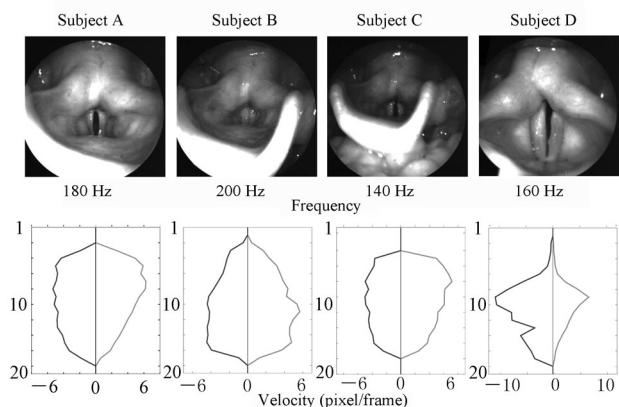 Subject A Subject B Subject C Subject D
180 Hz 200 Hz 140 Hz 160 Hz
Frequency
1 1 1 1
10 10 10 10
20 20 20 20
−6 0 6 −6 0 6 −6 0 6 −10 0 10
Velocity (pixel/frame)